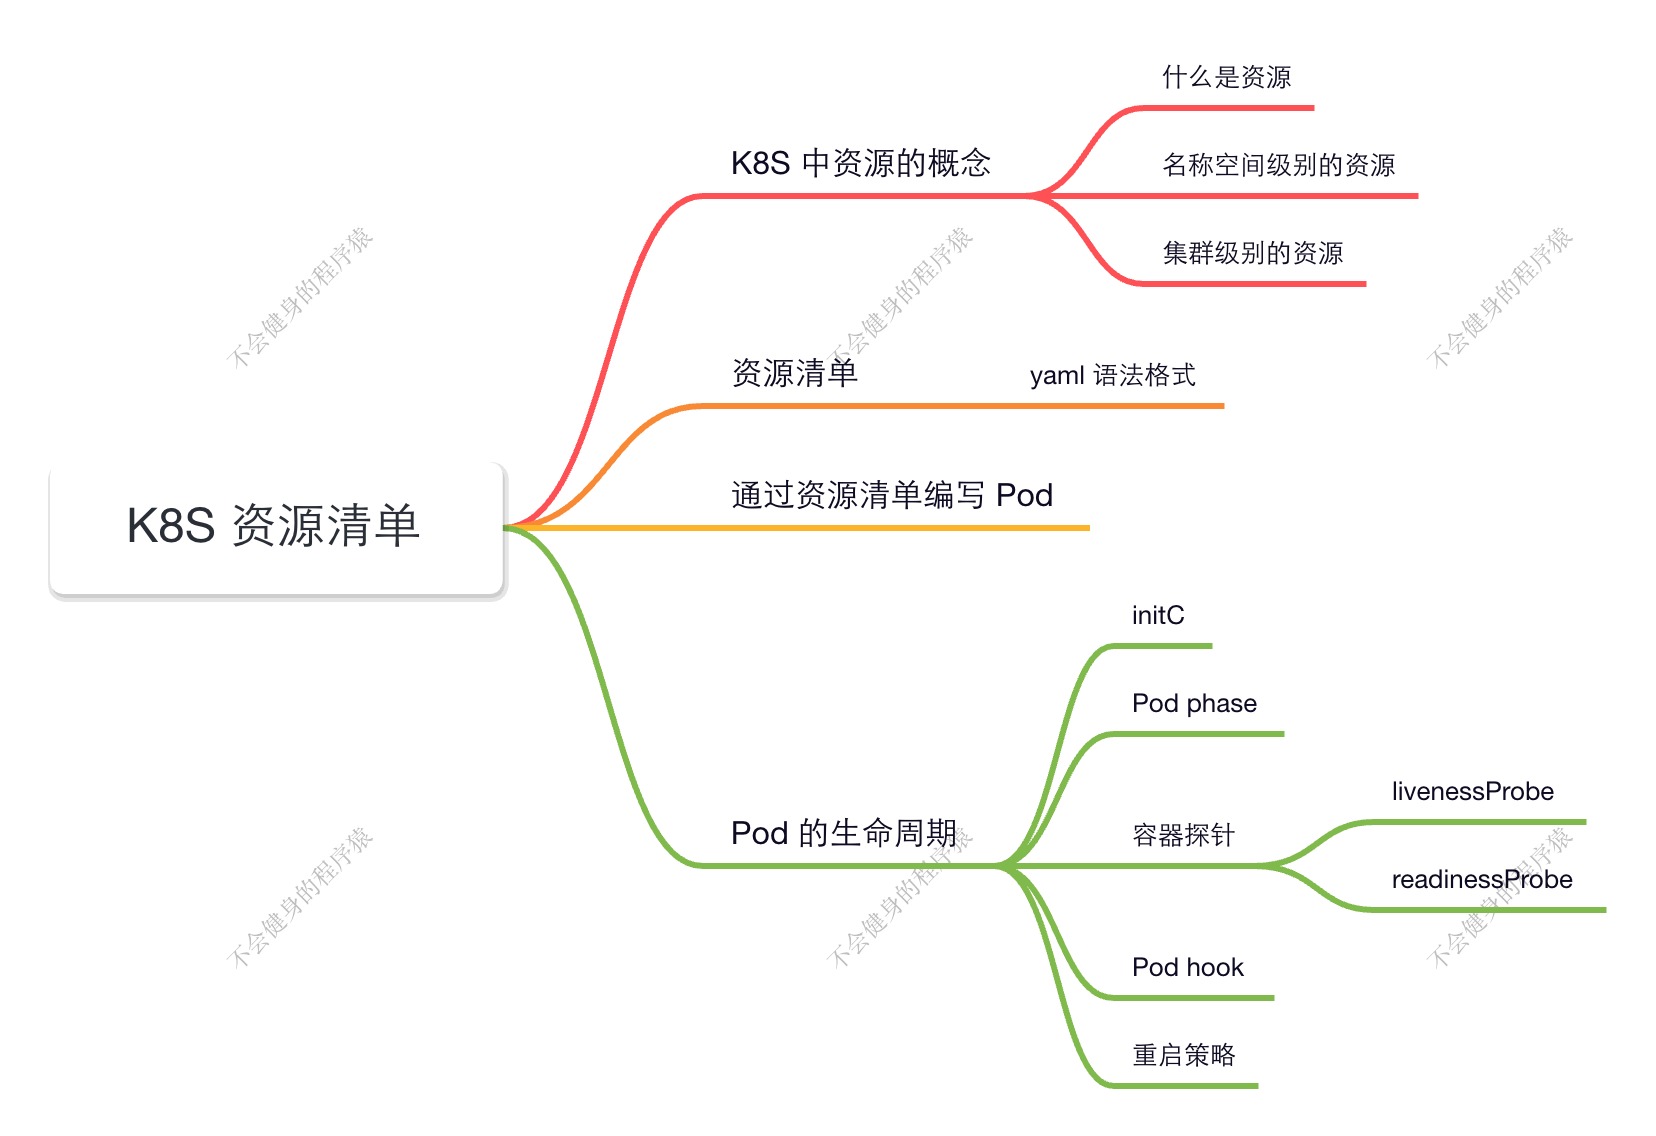 什么是资源
K8S 中资源的概念
名称空间级别的资源
集群级别的资源
资源清单
yaml 语法格式
K8S 资源清单
通过资源清单编写 Pod
initC
Pod phase
Pod 的生命周期
容器探针
livenessProbe
readinessProbe
Pod hook
重启策略
不会健身的程序猿
不会健身的程序猿
不会健身的程序猿
不会健身的程序猿
不会健身的程序猿
不会健身的程序猿